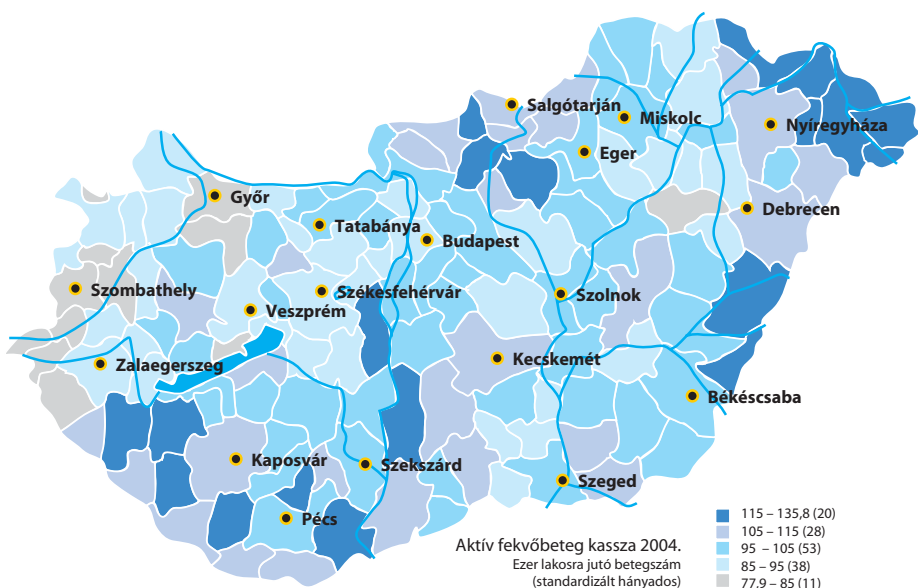 Salgótarján
Miskolc
Nyíregyháza
Eger
Győr
Debrecen
Tatabánya
Budapest
Szombathely
Székesfehérvár
Szolnok
Veszprém
Zalaegerszeg
Kecskemét
Békéscsaba
Kaposvár
Szekszárd
Szeged
Pécs
Aktív fekvőbeteg kassza 2004.
Ezer lakosra jutó betegszám
(standardizált hányados)
115 – 135,8 (20)
105 – 115 (28)
95 – 105 (53)
85 – 95 (38)
77,9 – 85 (11)